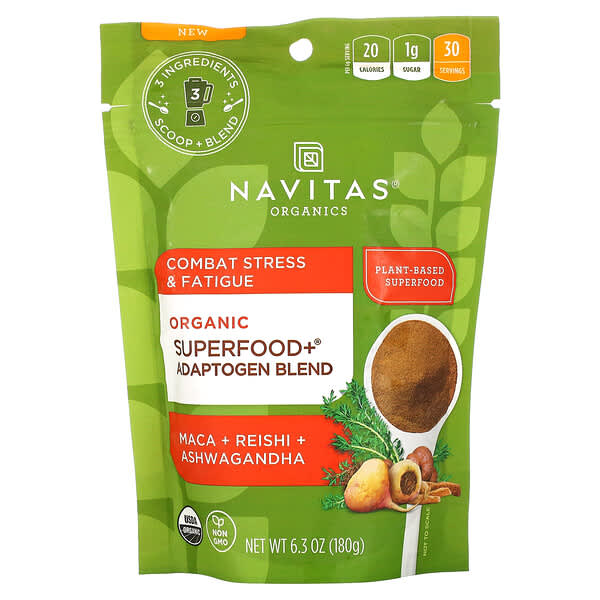 NEW
3 INGREDIENTS
3
SCOOP + BLEND
PER 6g SERVING
20
CALORIES
1g
SUGAR
30
SERVINGS
NAVITAS®
ORGANICS
COMBAT STRESS
& FATIGUE
PLANT-BASED
SUPERFOOD
ORGANIC
SUPERFOOD+®
ADAPTOGEN BLEND
MACA + REISHI +
ASHWAGANDHA
USDA
ORGANIC
NON
GMO
NOT TO SCALE
NET WT 6.3 OZ (180g)